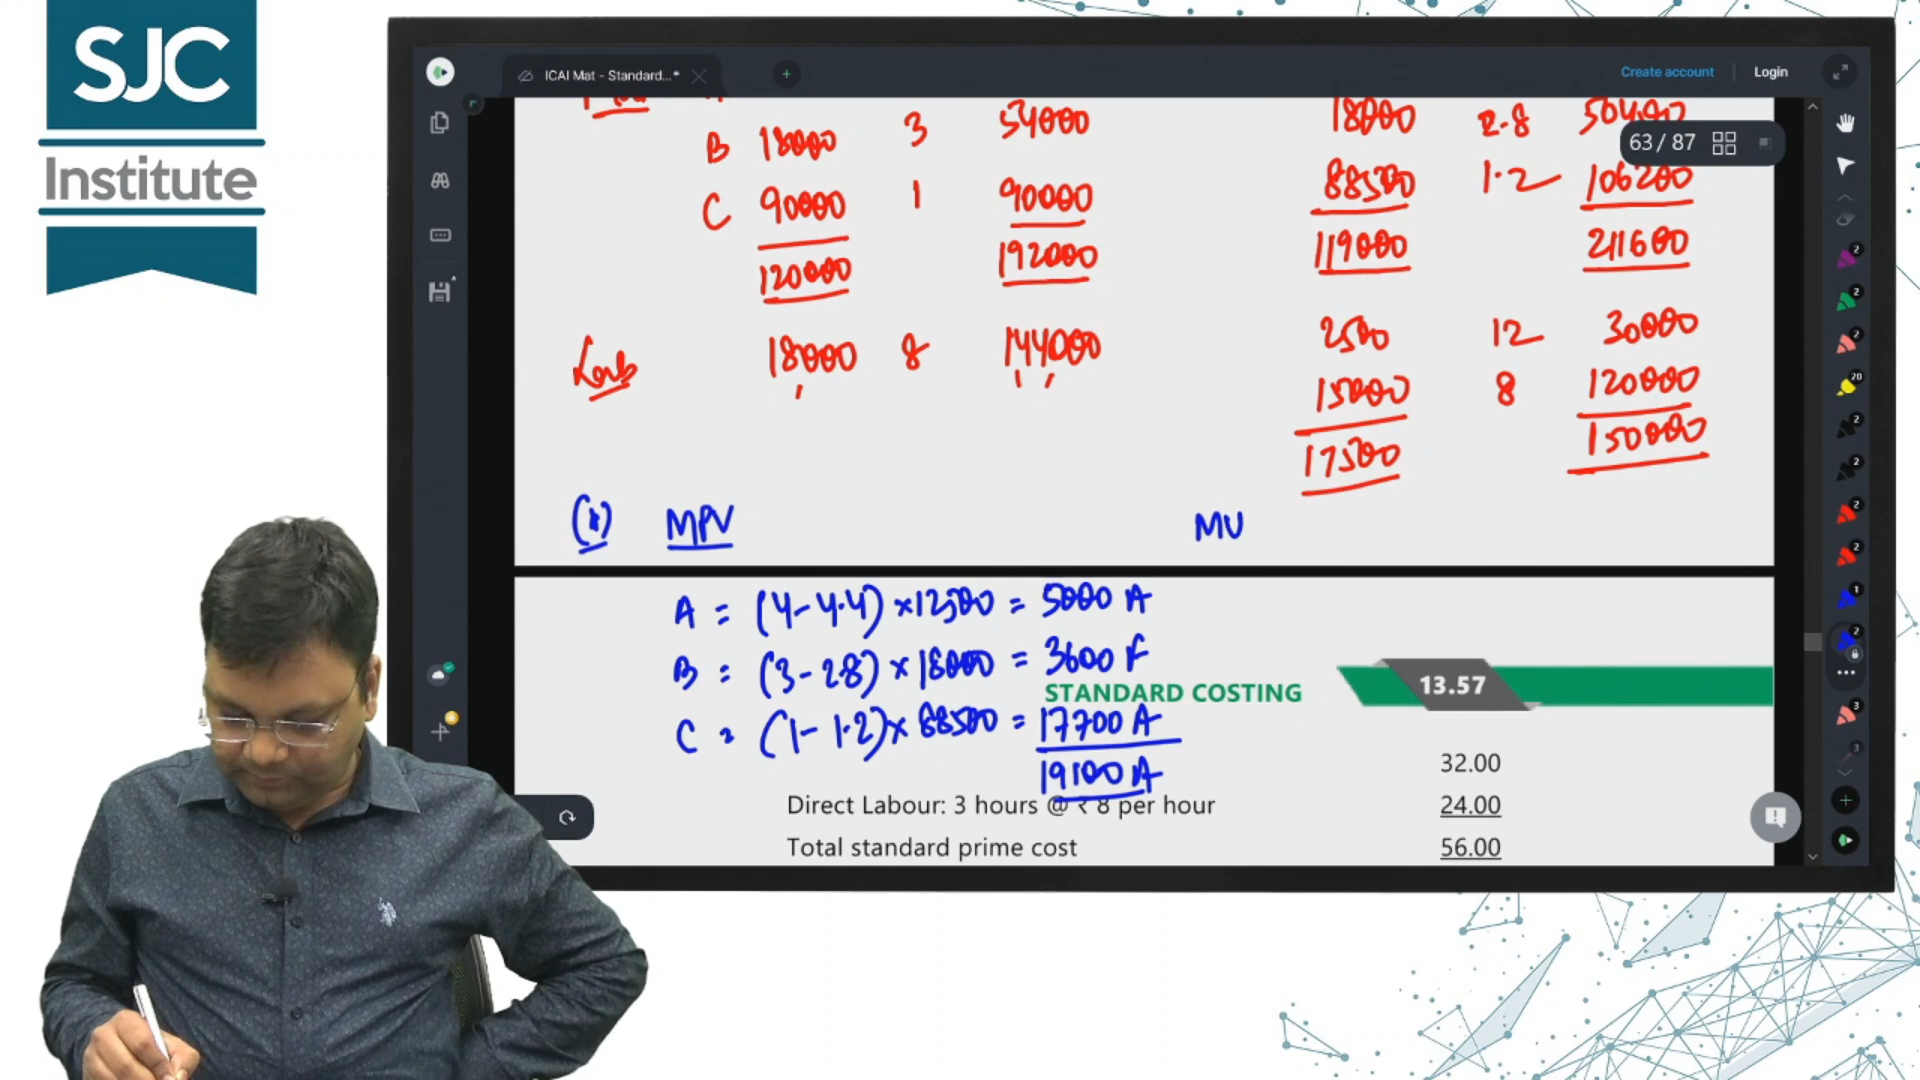 SJC
Institute
ICAI Mat - Standard...*
Create account
Login
63 / 87
B 18000 3 54000 18000 2.8 50400
C 90000 1 90000 88500 1.2 106200
120000 192000 119000 211600
Lab 18000 8 144000 2500 12 30000
15000 8 120000
17500 150000
MPV MU
A = (4-4.4) ×12500 = 5000 A
B = (3-2.8) × 18000 = 3600 F
STANDARD COSTING 13.57
C = (1-1.2) × 88500 = 17700 A
19100 A
32.00
Direct Labour: 3 hours @ ₹ 8 per hour 24.00
Total standard prime cost 56.00